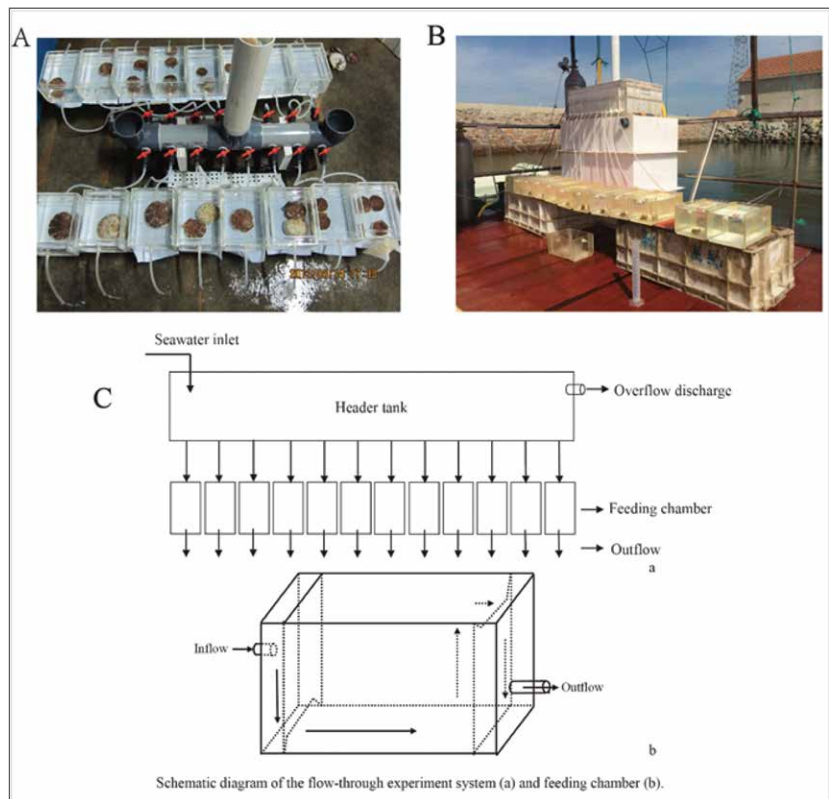 A
B
C
Seawater inlet
Header tank
Overflow discharge
Feeding chamber
Outflow
a
Inflow
Outflow
b
Schematic diagram of the flow-through experiment system (a) and feeding chamber (b).